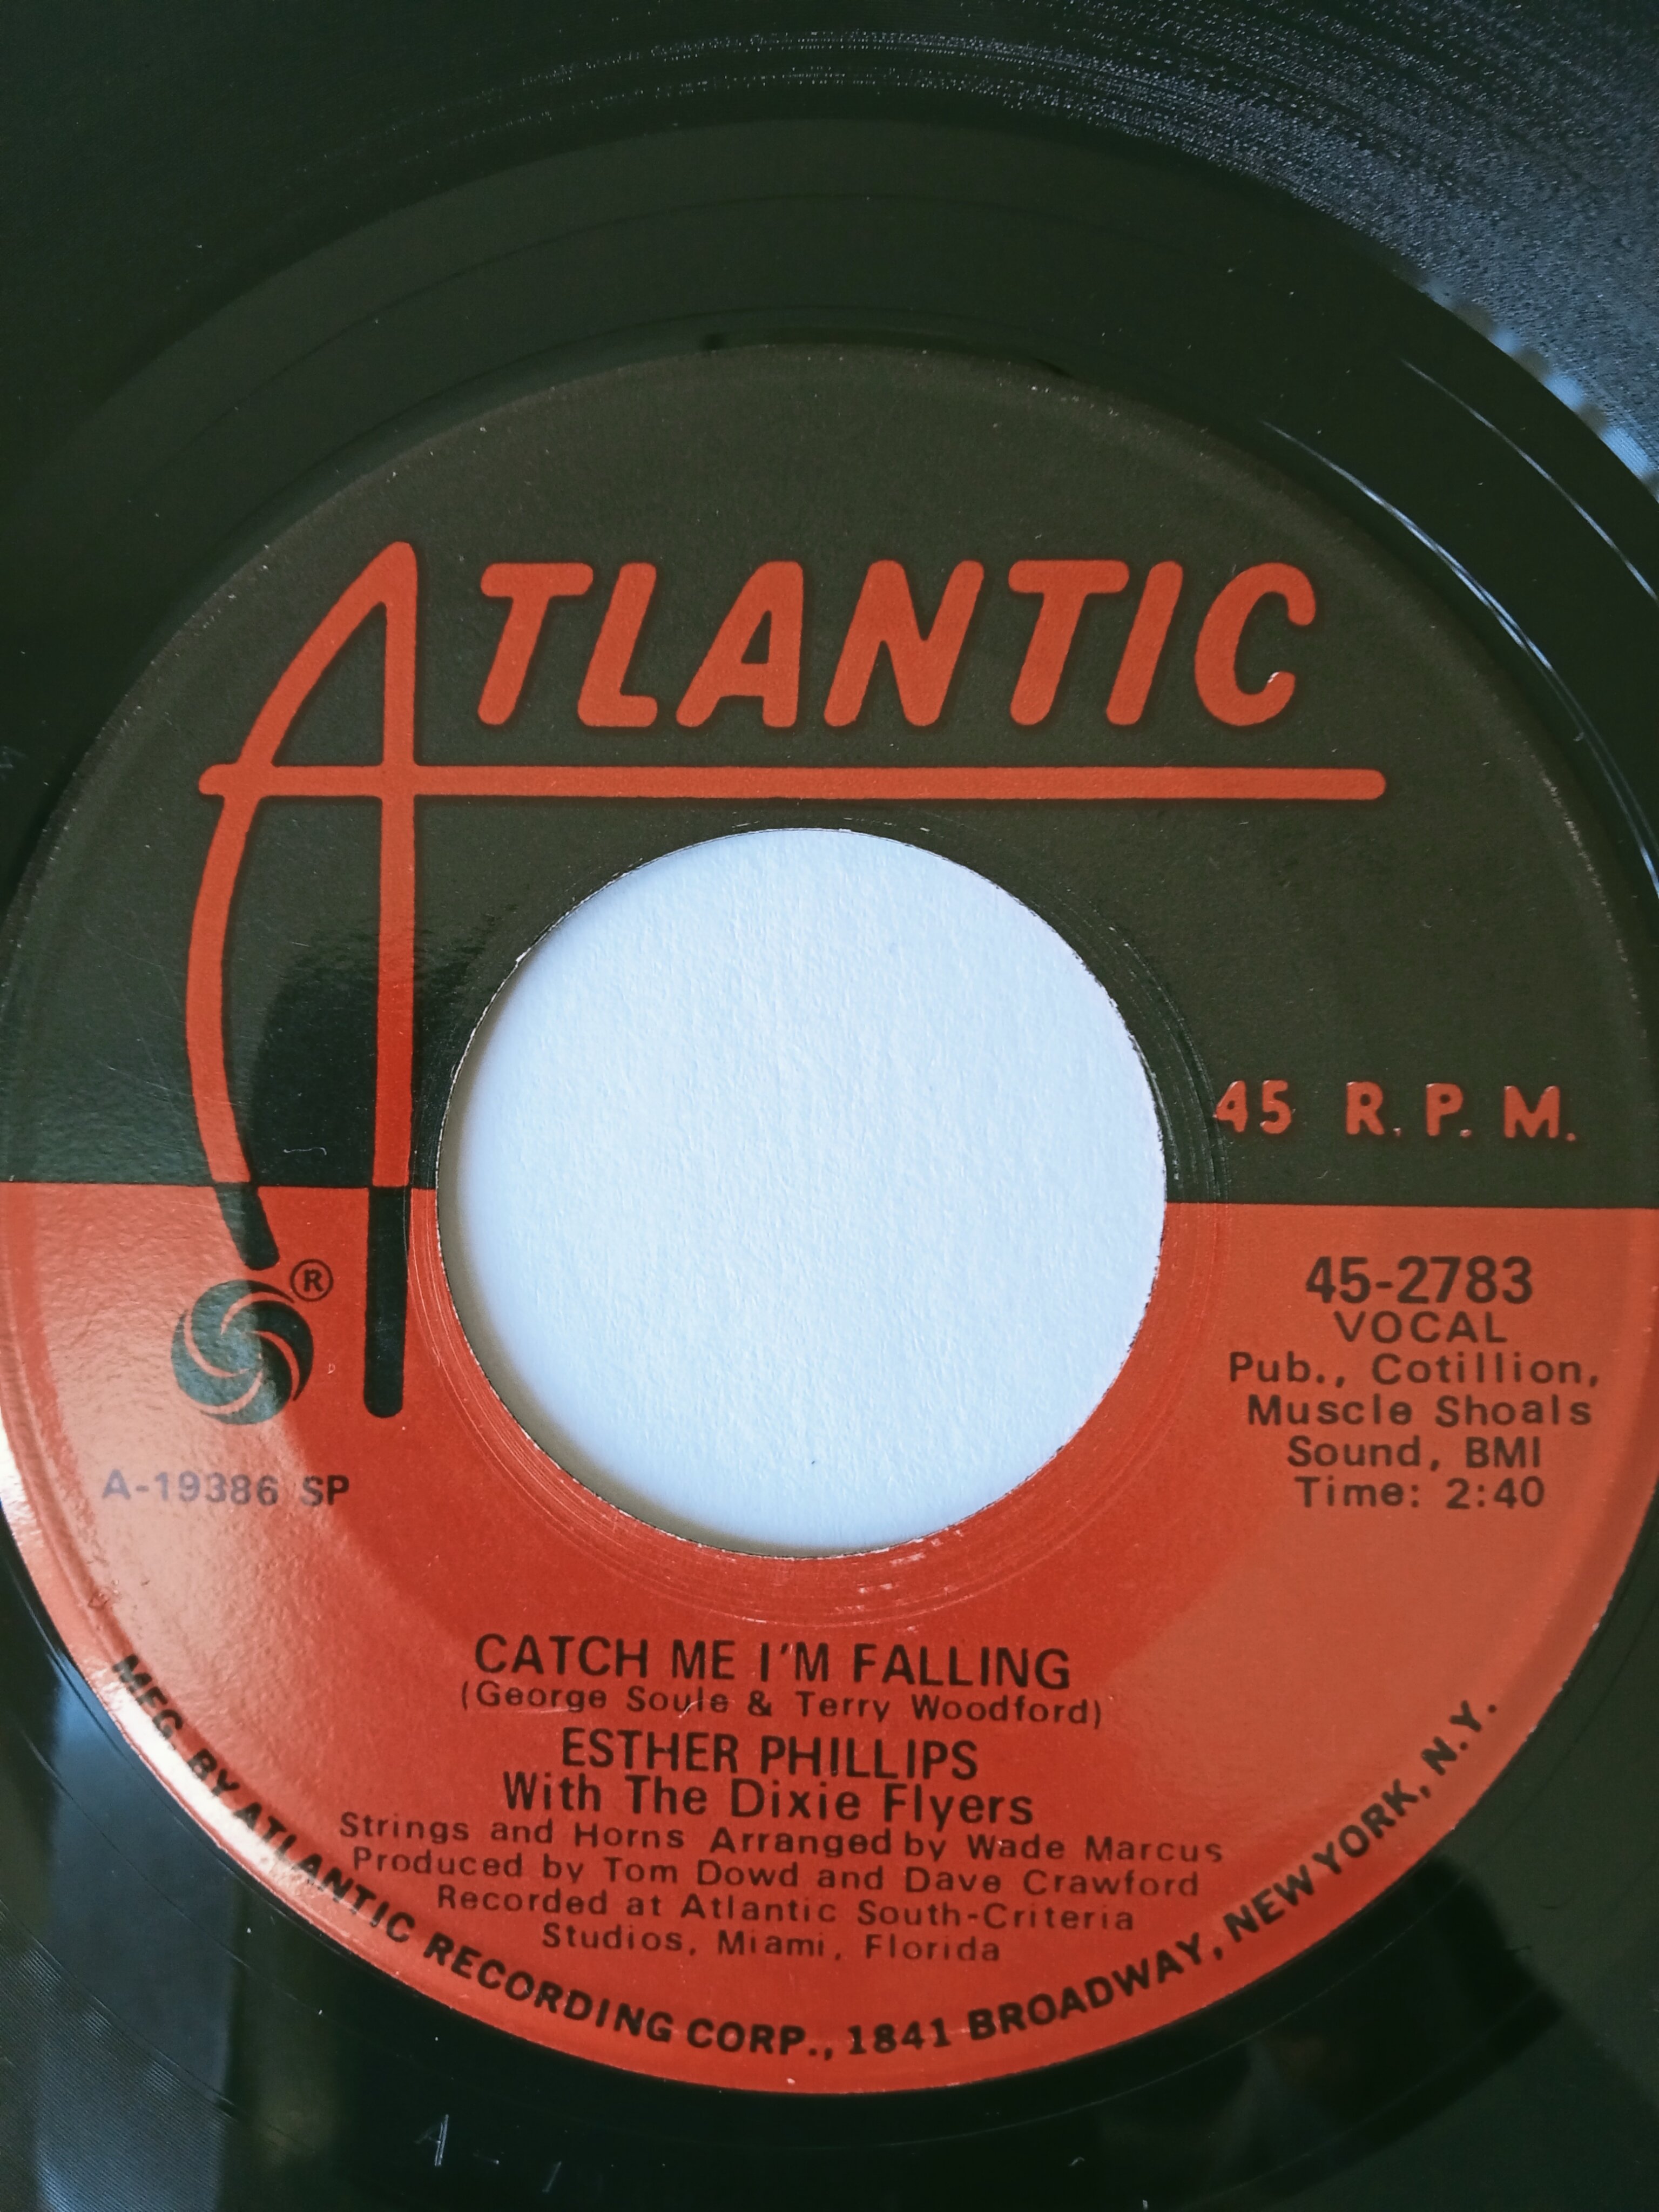 ATLANTIC
45 R.P.M.
®
45-2783
VOCAL
Pub., Cotillion,
Muscle Shoals
Sound, BMI
Time: 2:40
A-19386 SP
CATCH ME I'M FALLING
(George Soule & Terry Woodford)
ESTHER PHILLIPS
With The Dixie Flyers
Strings and Horns Arranged by Wade Marcus
Produced by Tom Dowd and Dave Crawford
Recorded at Atlantic South-Criteria
Studios, Miami, Florida
MFG. BY ATLANTIC RECORDING CORP., 1841 BROADWAY, NEW YORK, N.Y.